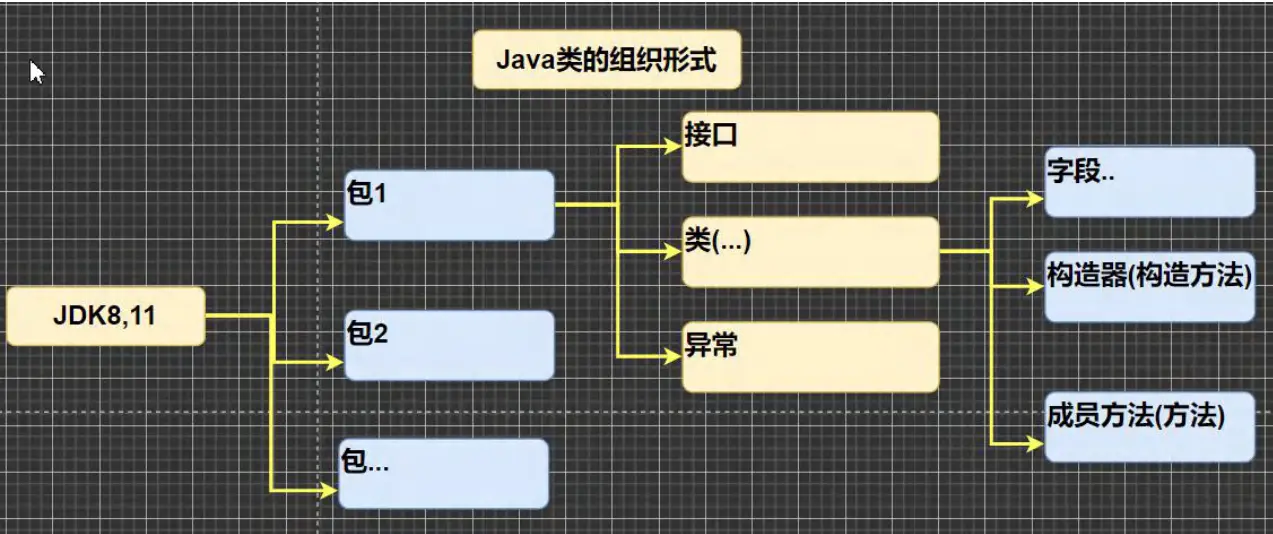 Java类的组织形式
JDK8,11
包1
包2
包...
接口
类(...)
异常
字段..
构造器(构造方法)
成员方法(方法)